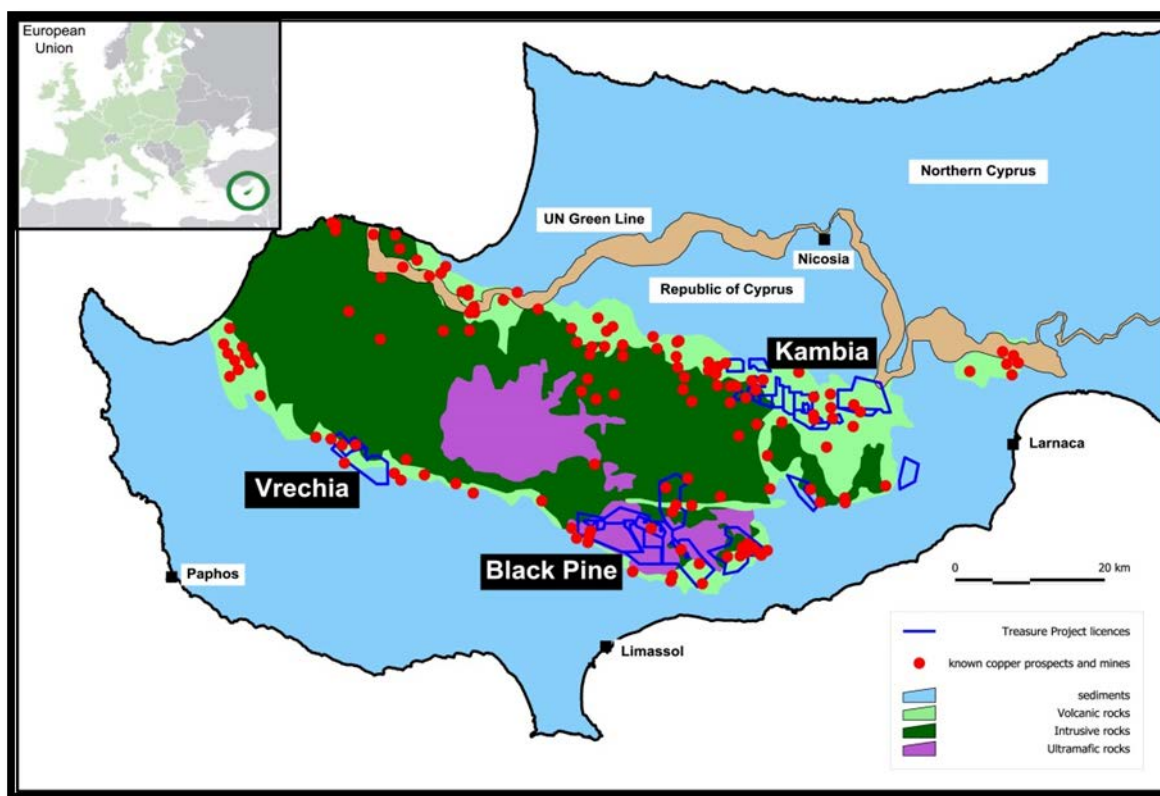 European
Union
Northern Cyprus
UN Green Line
Nicosia
Republic of Cyprus
Kambia
Larnaca
Vrechia
Black Pine
Paphos
0 20 km
Limassol
Treasure Project licences
known copper prospects and mines
sediments
Volcanic rocks
Intrusive rocks
Ultramafic rocks